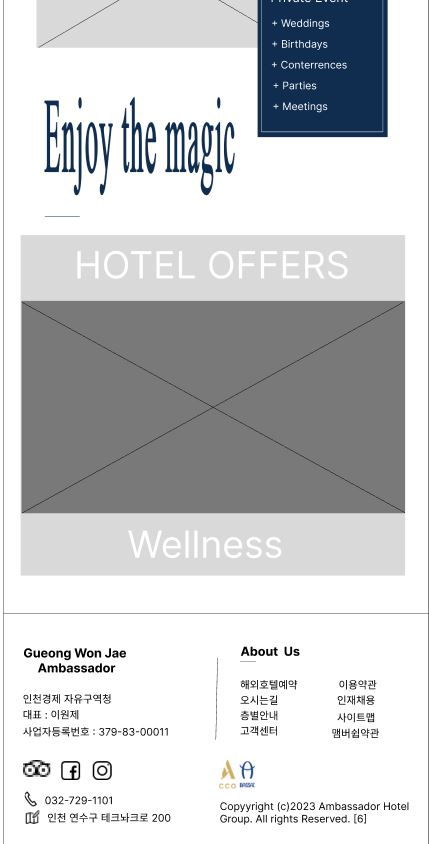 Private Event
+ Weddings
+ Birthdays
+ Conterrences
+ Parties
+ Meetings
Enjoy the magic
HOTEL OFFERS
Wellness
Gueong Won Jae
Ambassador
인천경제 자유구역청
대표 : 이원제
사업자등록번호 : 379-83-00011
032-729-1101
인천 연수구 테크놔크로 200
About Us
해외호텔예약
오시는길
층별안내
고객센터
이용약관
인재채용
사이트맵
맴버쉽약관
CCO
Copyyright (c)2023 Ambassador Hotel
Group. All rights Reserved. [6]